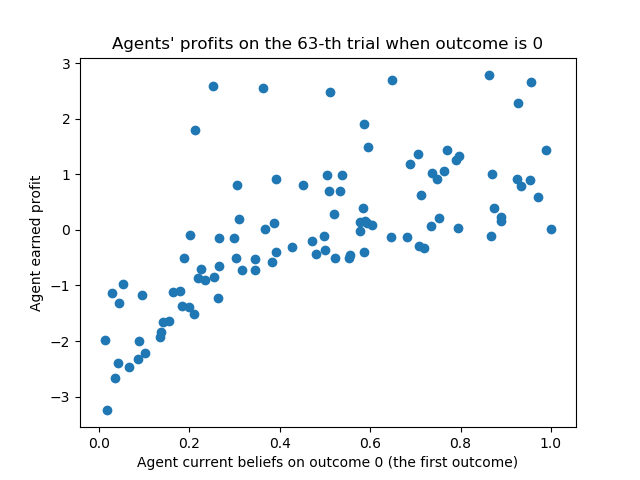 Agents' profits on the 63-th trial when outcome is 0
Agent earned profit
3
2
1
0
−1
−2
−3
0.0 0.2 0.4 0.6 0.8 1.0
Agent current beliefs on outcome 0 (the first outcome)